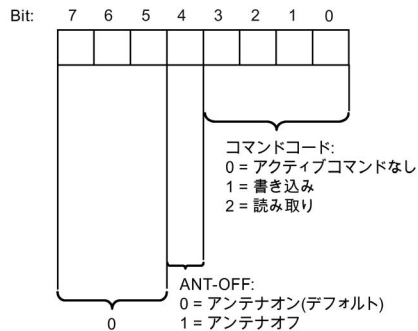 Bit: 7 6 5 4 3 2 1 0
コマンドコード:
0 = アクティブコマンドなし
1 = 書き込み
2 = 読み取り
ANT-OFF:
0 = アンテナオン(デフォルト)
1 = アンテナオフ
0